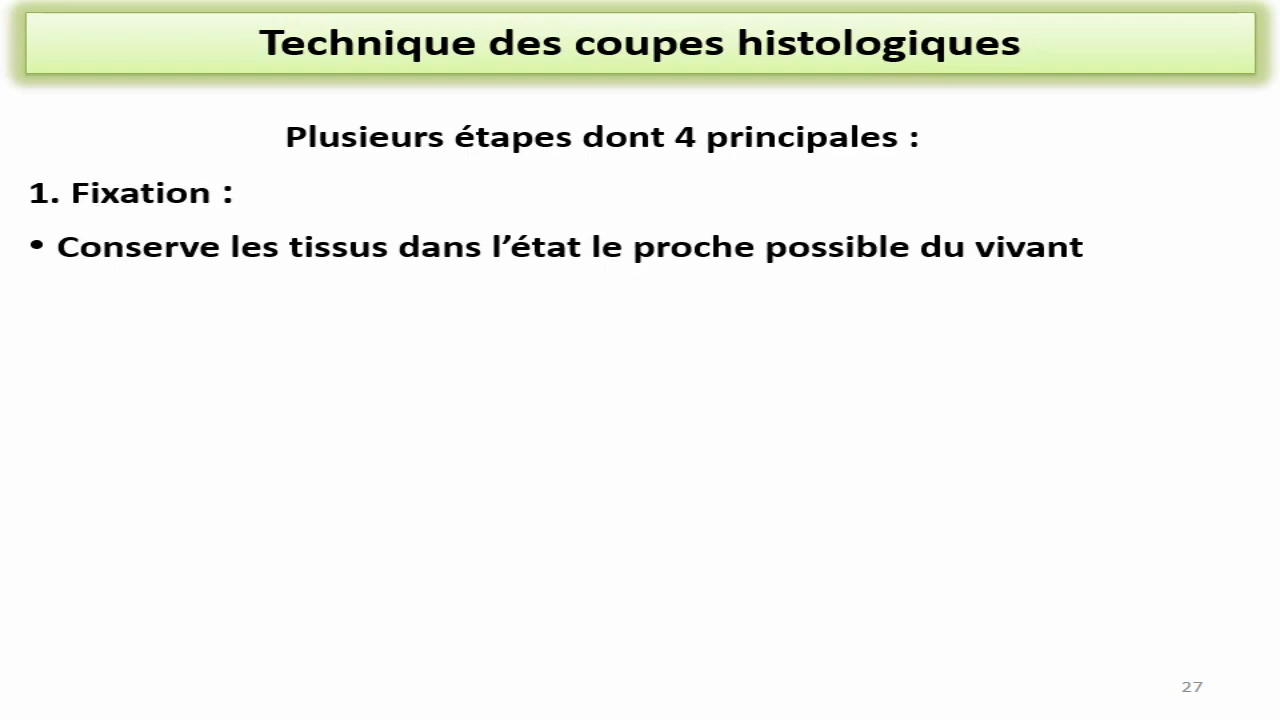 Technique des coupes histologiques
Plusieurs étapes dont 4 principales :
1. Fixation :
• Conserve les tissus dans l’état le proche possible du vivant
27